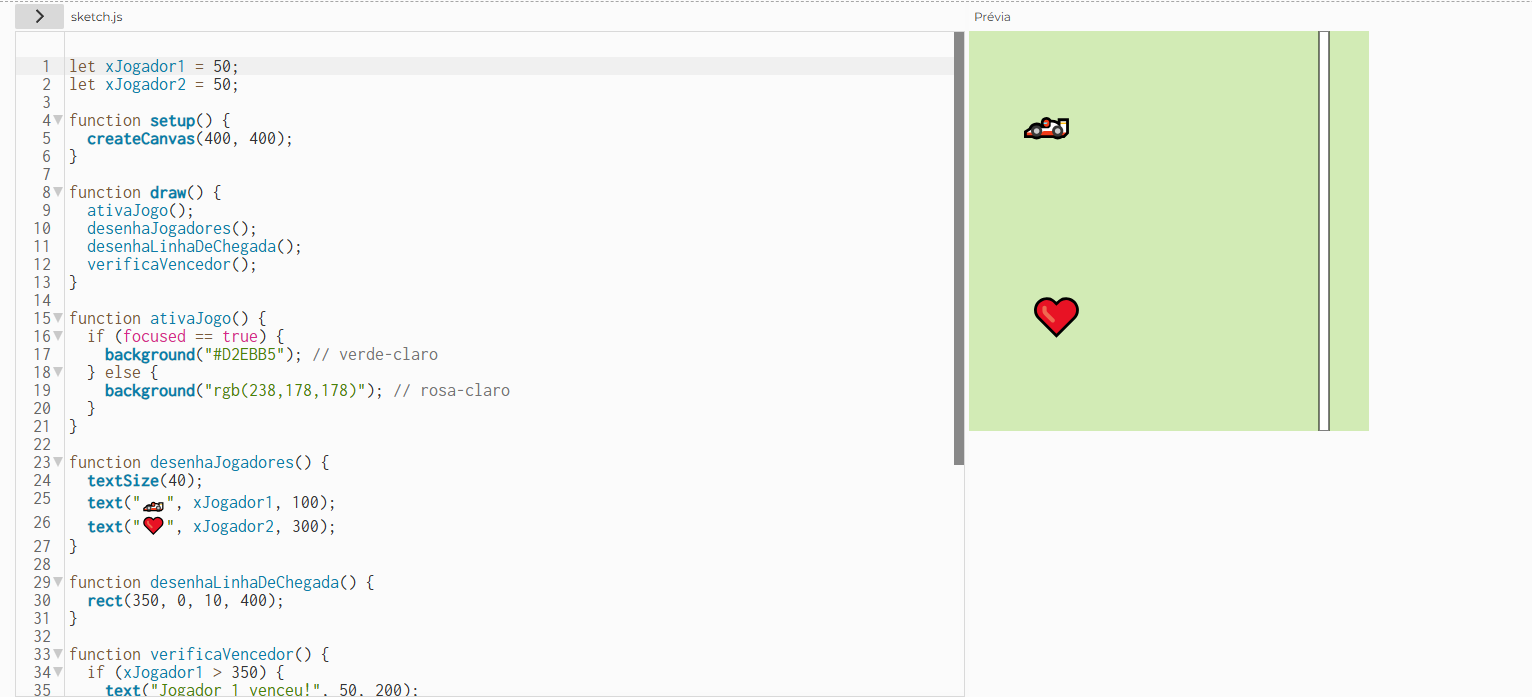 sketch.js
Prévia
1 let xJogador1 = 50;
2 let xJogador2 = 50;
3
4 function setup() {
5   createCanvas(400, 400);
6 }
7
8 function draw() {
9   ativaJogo();
10   desenhaJogadores();
11   desenhaLinhaDeChegada();
12   verificaVencedor();
13 }
14
15 function ativaJogo() {
16   if (focused == true) {
17     background("#D2EBB5"); // verde-claro
18   } else {
19     background("rgb(238,178,178)"); // rosa-claro
20   }
21 }
22
23 function desenhaJogadores() {
24   textSize(40);
25   text("🏎️", xJogador1, 100);
26   text("❤️", xJogador2, 300);
27 }
28
29 function desenhaLinhaDeChegada() {
30   rect(350, 0, 10, 400);
31 }
32
33 function verificaVencedor() {
34   if (xJogador1 > 350) {
35     text("Jogador 1 venceu!", 50, 200);